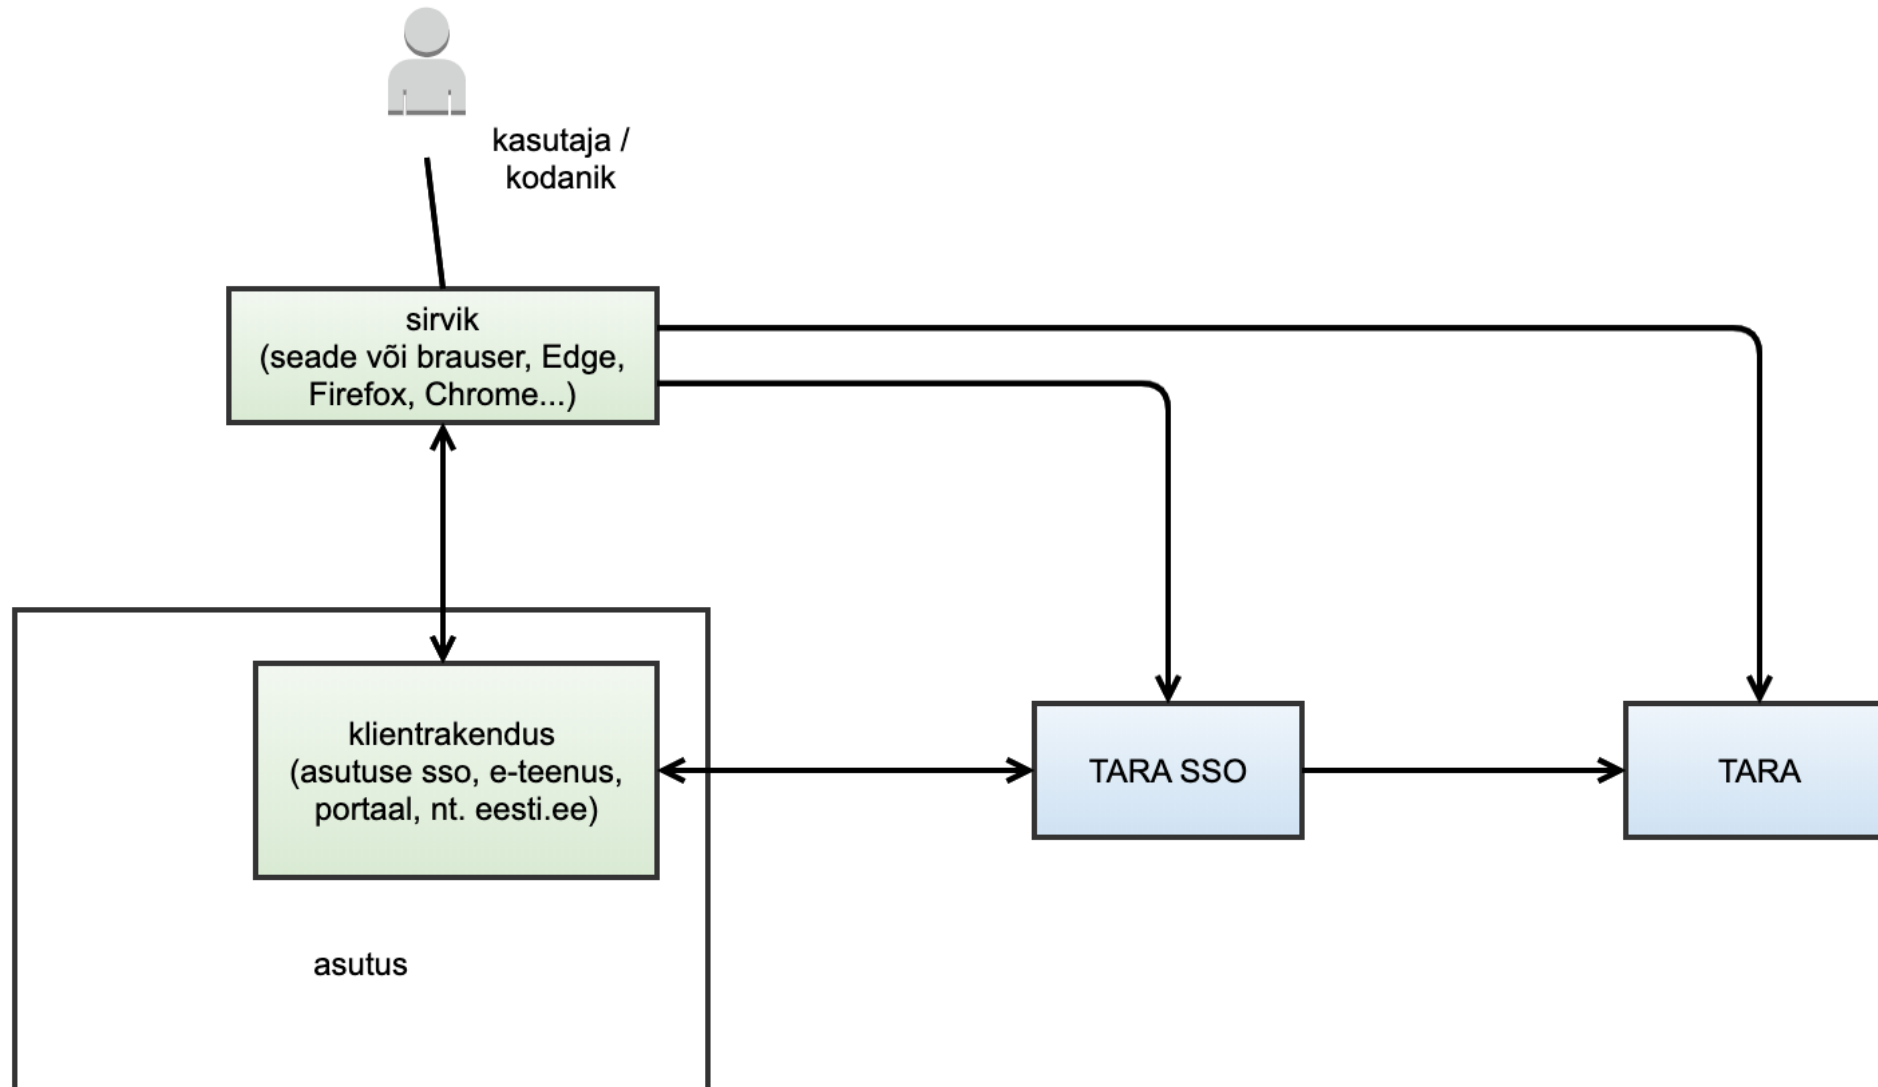 kasutaja /
kodanik
sirvik
(seade või brauser, Edge,
Firefox, Chrome...)
klientrakendus
(asutuse sso, e-teenus,
portaal, nt. eesti.ee)
TARA SSO
TARA
asutus